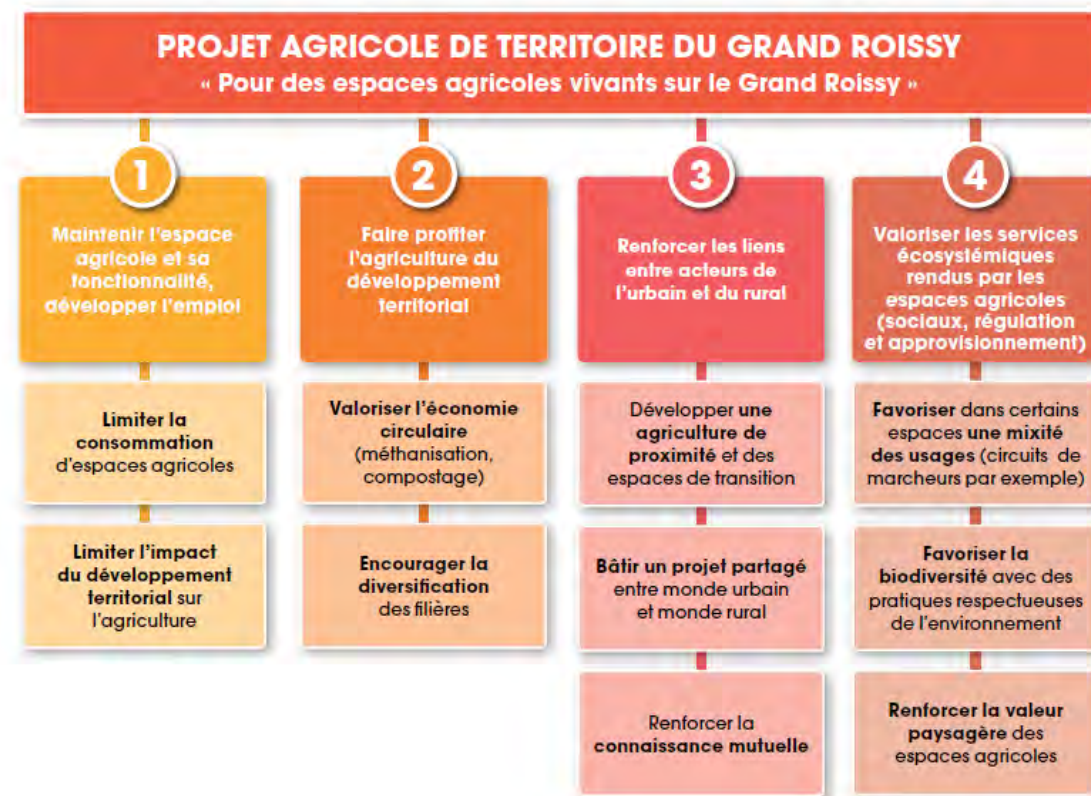 PROJET AGRICOLE DE TERRITOIRE DU GRAND ROISSY
« Pour des espaces agricoles vivants sur le Grand Roissy »
1
Maintenir l'espace
agricole et sa
fonctionnalité,
développer l'emploi
Limiter la
consommation
d'espaces agricoles
Limiter l'impact
du développement
territorial sur
l'agriculture
2
Faire profiter
l'agriculture du
développement
territorial
Valoriser l'économie
circulaire
(méthanisation,
compostage)
Encourager la
diversification
des filières
3
Renforcer les liens
entre acteurs de
l'urbain et du rural
Développer une
agriculture de
proximité et des
espaces de transition
Bâtir un projet partagé
entre monde urbain
et monde rural
Renforcer la
connaissance mutuelle
4
Valoriser les services
écosystémiques
rendus par les
espaces agricoles
(sociaux, régulation
et approvisionnement)
Favoriser dans certains
espaces une mixité
des usages (circuits de
marcheurs par exemple)
Favoriser la
biodiversité avec des
pratiques respectueuses
de l'environnement
Renforcer la valeur
paysagère des
espaces agricoles